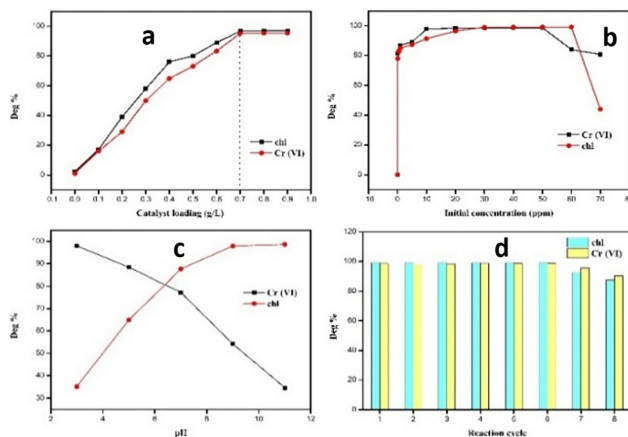 a
Deg %
100
80
60
40
20
0
chl
Cr (VI)
0.0 0.1 0.2 0.3 0.4 0.5 0.6 0.7 0.8 0.9 1.0
Catalyst loading (g/L)
b
Deg %
100
80
60
40
20
0
Cr (VI)
chl
0 0 10 20 30 40 50 60 70 80
Initial concentration (ppm)
c
Deg %
100
90
80
70
60
50
40
30
Cr (VI)
chl
2 4 6 8 10 12
pH
d
Deg %
120
100
80
60
40
20
0
chl
Cr (VI)
1 2 3 4 5 6 7 8
Reaction cycle